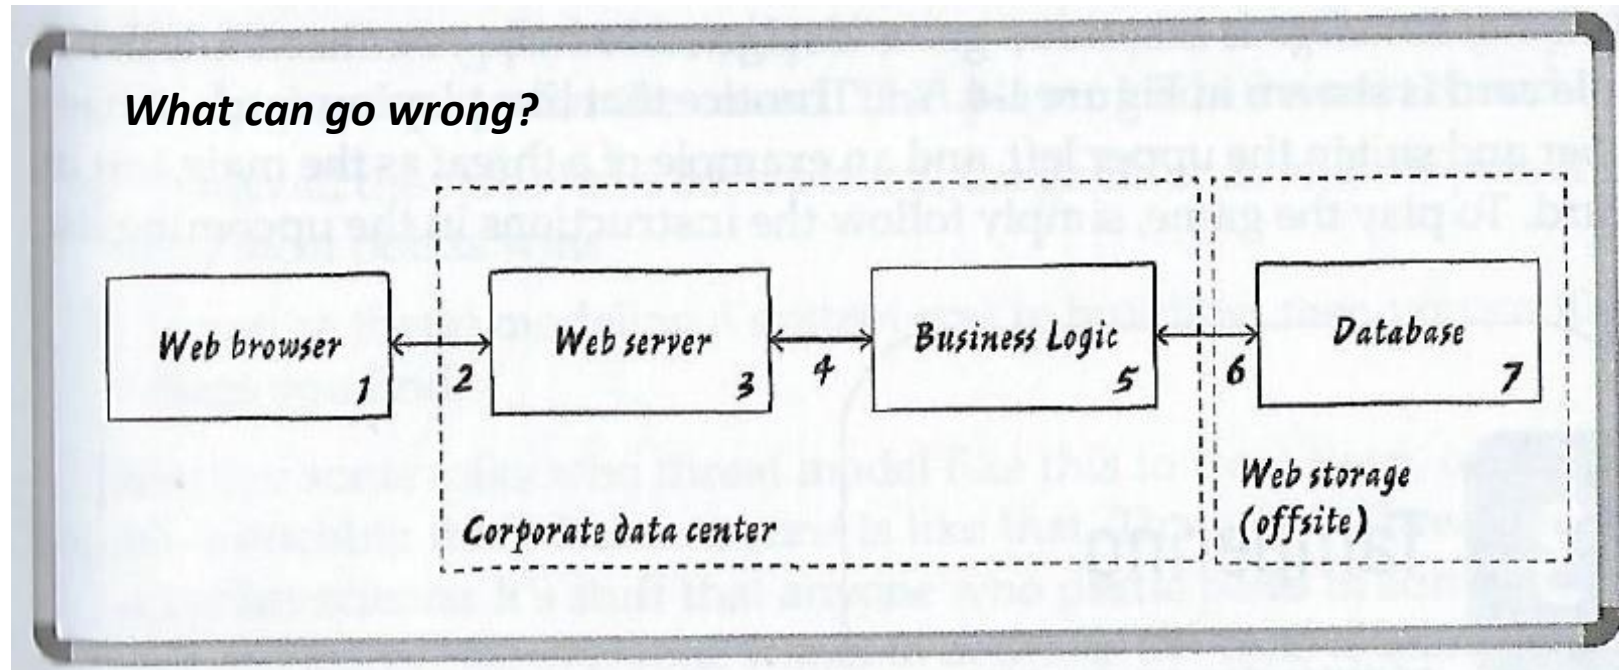 What can go wrong?
Web browser
1
2
Web server
3
4
Business Logic
5
6
Database
7
Corporate data center
Web storage
(offsite)